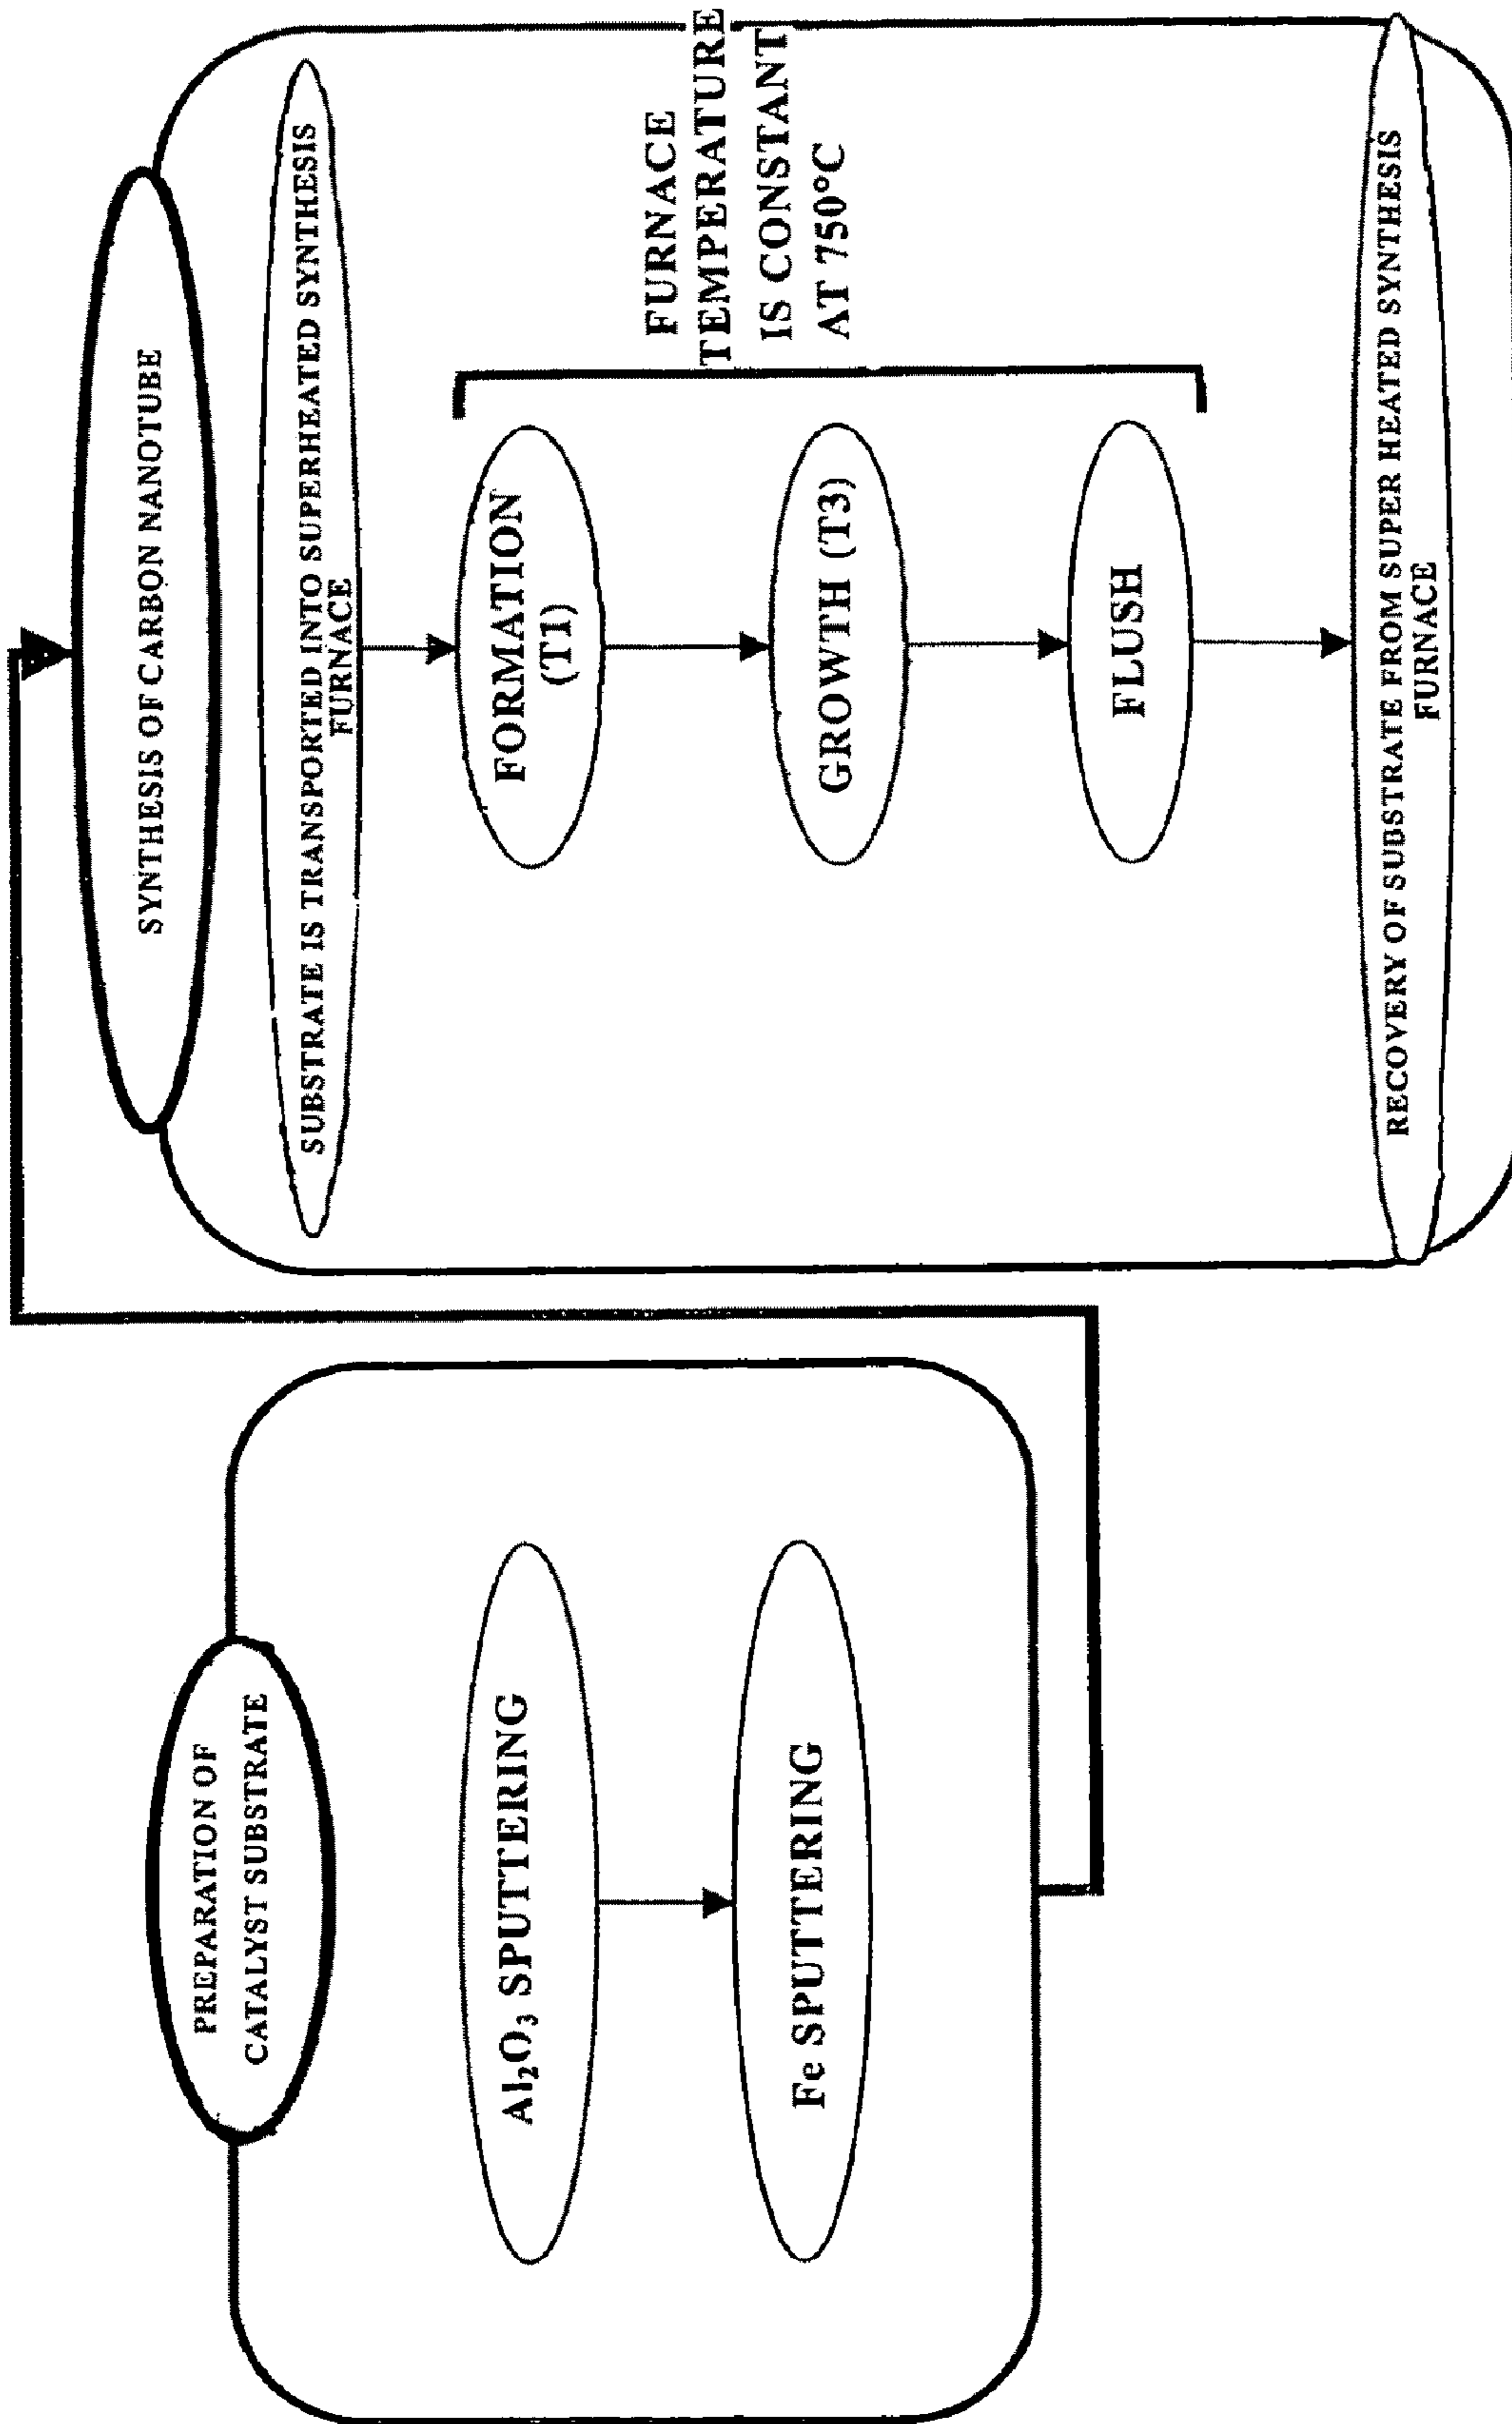 PREPARATION OF
CATALYST SUBSTRATE
Al₂O₃ SPUTTERING
Fe SPUTTERING
SYNTHESIS OF CARBON NANOTUBE
SUBSTRATE IS TRANSPORTED INTO SUPERHEATED SYNTHESIS
FURNACE
FORMATION
(T1)
GROWTH (T3)
FLUSH
FURNACE
TEMPERATURE
IS CONSTANT
AT 750°C
RECOVERY OF SUBSTRATE FROM SUPER HEATED SYNTHESIS
FURNACE